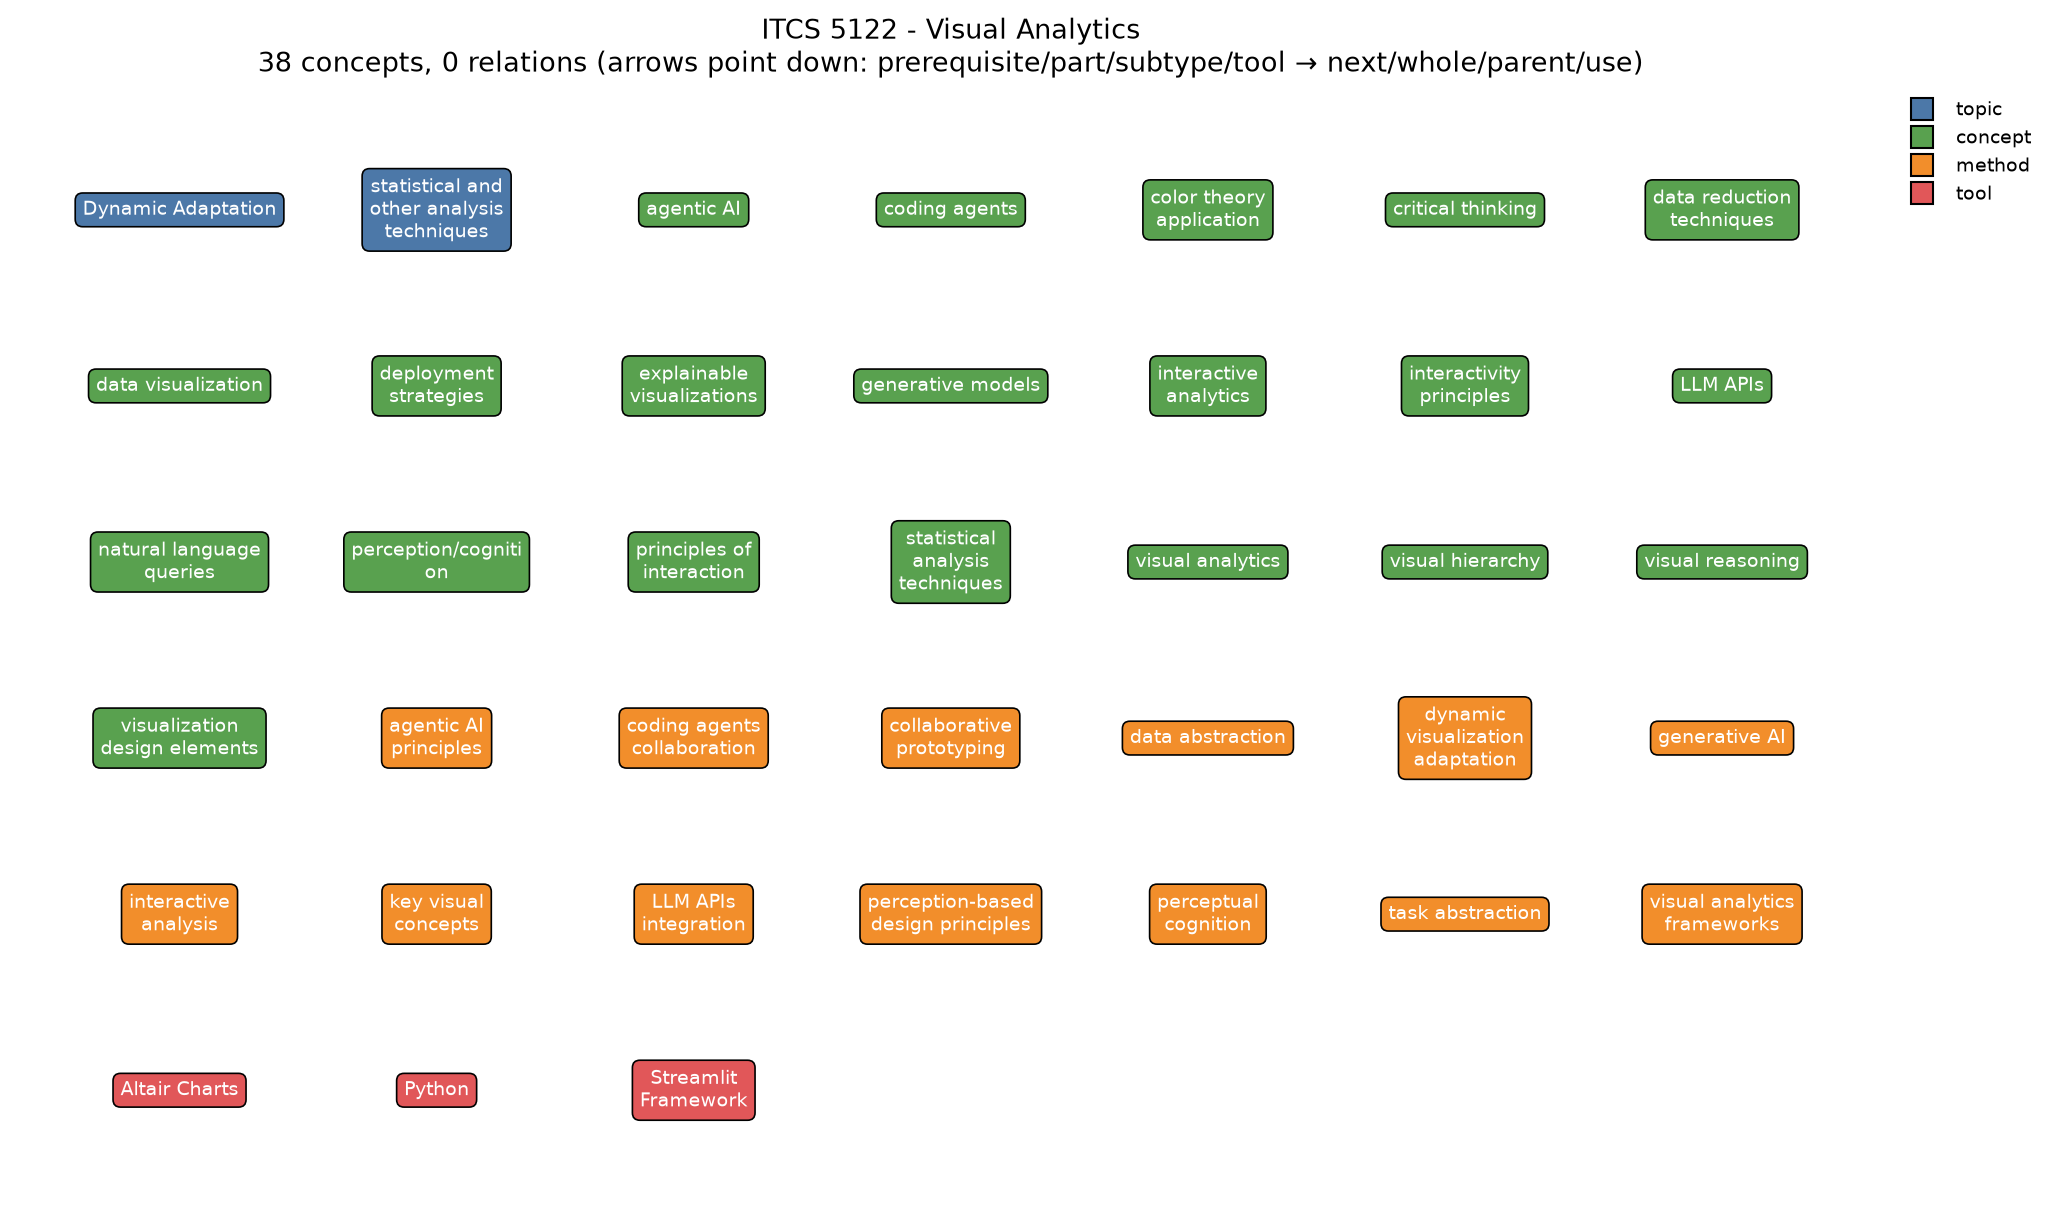 ITCS 5122 - Visual Analytics
38 concepts, 0 relations (arrows point down: prerequisite/part/subtype/tool → next/whole/parent/use)
topic
concept
method
tool
Dynamic Adaptation
statistical and
other analysis
techniques
agentic AI
coding agents
color theory
application
critical thinking
data reduction
techniques
data visualization
deployment
strategies
explainable
visualizations
generative models
interactive
analytics
interactivity
principles
LLM APIs
natural language
queries
perception/cogniti
on
principles of
interaction
statistical
analysis
techniques
visual analytics
visual hierarchy
visual reasoning
visualization
design elements
agentic AI
principles
coding agents
collaboration
collaborative
prototyping
data abstraction
dynamic
visualization
adaptation
generative AI
interactive
analysis
key visual
concepts
LLM APIs
integration
perception-based
design principles
perceptual
cognition
task abstraction
visual analytics
frameworks
Altair Charts
Python
Streamlit
Framework